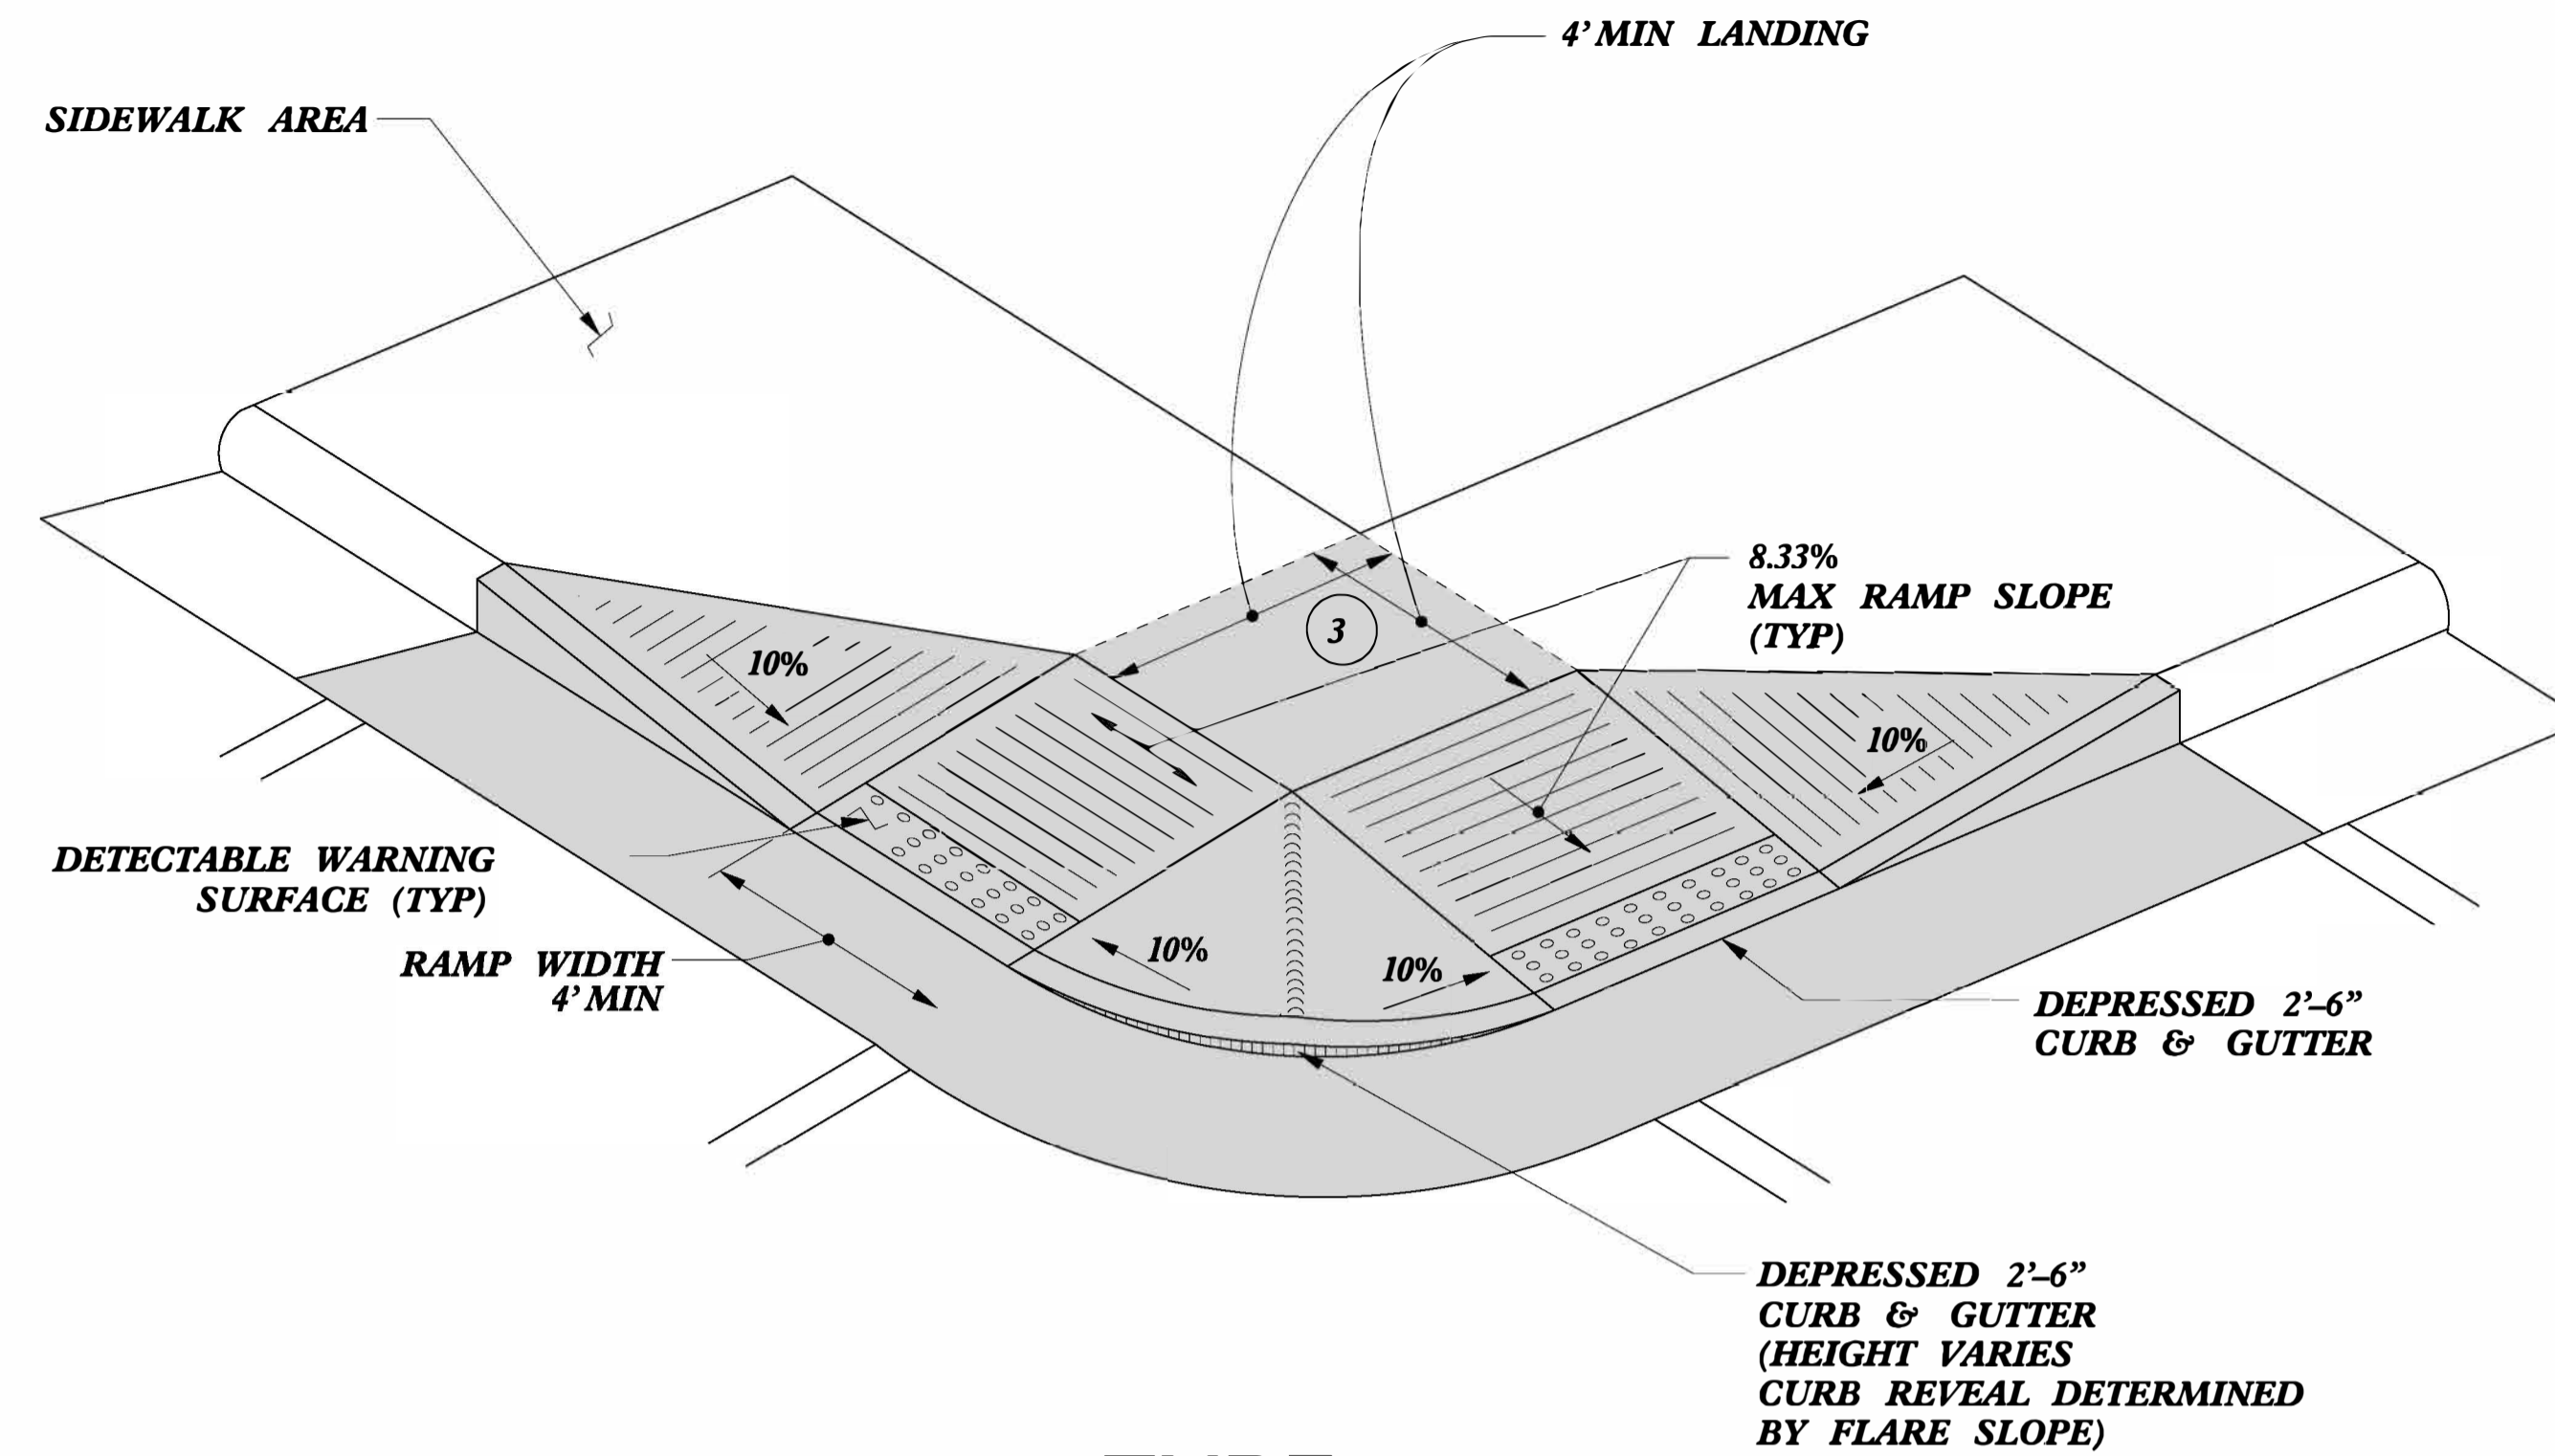 4' MIN LANDING
SIDEWALK AREA
8.33%
MAX RAMP SLOPE
(TYP)
3
10%
10%
DETECTABLE WARNING
SURFACE (TYP)
RAMP WIDTH
4' MIN
10%
10%
DEPRESSED 2'–6"
CURB & GUTTER
DEPRESSED 2'–6"
CURB & GUTTER
(HEIGHT VARIES
CURB REVEAL DETERMINED
BY FLARE SLOPE)